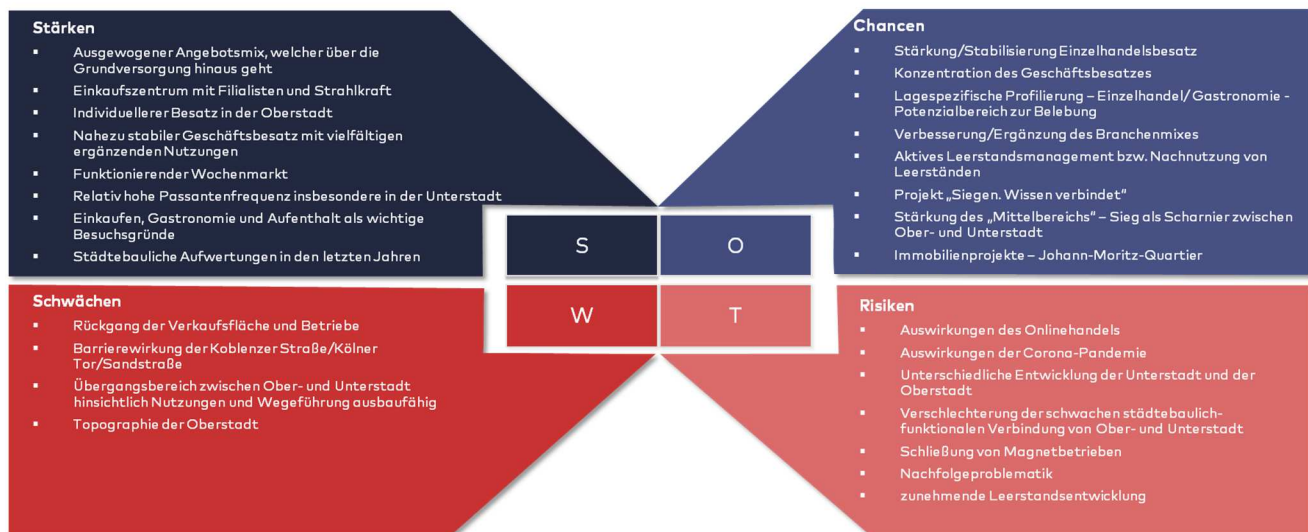 Stärken
▪ Ausgewogener Angebotsmix, welcher über die
Grundversorgung hinaus geht
▪ Einkaufszentrum mit Filialisten und Strahlkraft
▪ Individuellerer Besatz in der Oberstadt
▪ Nahezu stabiler Geschäftsbesatz mit vielfältigen
ergänzenden Nutzungen
▪ Funktionierender Wochenmarkt
▪ Relativ hohe Passantenfrequenz insbesondere in der Unterstadt
▪ Einkaufen, Gastronomie und Aufenthalt als wichtige
Besuchsgründe
▪ Städtebauliche Aufwertungen in den letzten Jahren
Chancen
▪ Stärkung/Stabilisierung Einzelhandelsbesatz
▪ Konzentration des Geschäftsbesatzes
▪ Lagespezifische Profilierung – Einzelhandel/ Gastronomie -
Potenzialbereich zur Belebung
▪ Verbesserung/Ergänzung des Branchenmixes
▪ Aktives Leerstandsmanagement bzw. Nachnutzung von
Leerständen
▪ Projekt „Siegen. Wissen verbindet“
▪ Stärkung des „Mittelbereichs“ – Sieg als Scharnier zwischen
Ober- und Unterstadt
▪ Immobilienprojekte – Johann-Moritz-Quartier
S
O
W
T
Schwächen
▪ Rückgang der Verkaufsfläche und Betriebe
▪ Barrierewirkung der Koblenzer Straße/Kölner
Tor/Sandstraße
▪ Übergangsbereich zwischen Ober- und Unterstadt
hinsichtlich Nutzungen und Wegeführung ausbaufähig
▪ Topographie der Oberstadt
Risiken
▪ Auswirkungen des Onlinehandels
▪ Auswirkungen der Corona-Pandemie
▪ Unterschiedliche Entwicklung der Unterstadt und der
Oberstadt
▪ Verschlechterung der schwachen städtebaulich-
funktionalen Verbindung von Ober- und Unterstadt
▪ Schließung von Magnetbetrieben
▪ Nachfolgeproblematik
▪ zunehmende Leerstandsentwicklung